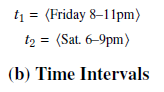 t₁ = ⟨Friday 8–11pm⟩
t₂ = ⟨Sat. 6–9pm⟩
(b) Time Intervals